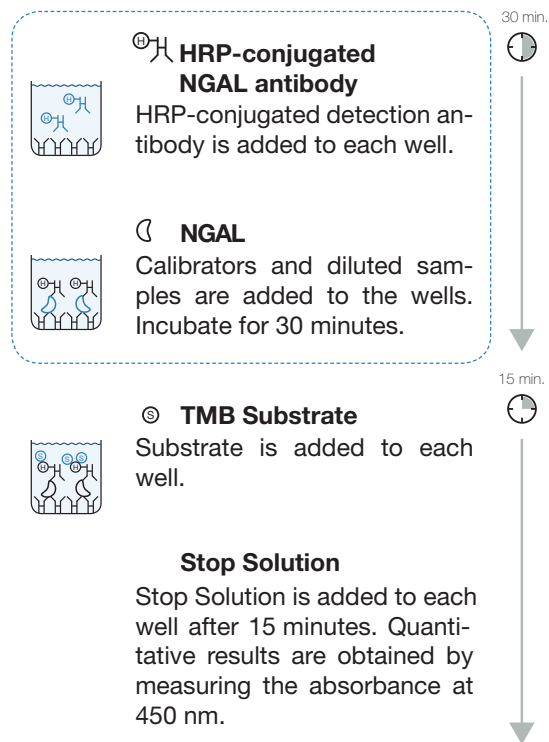 30 min.
H HRP-conjugated
NGAL antibody
HRP-conjugated detection an-
tibody is added to each well.
H
H
NGAL
Calibrators and diluted sam-
ples are added to the wells.
Incubate for 30 minutes.
H H
15 min.
S TMB Substrate
Substrate is added to each
well.
S S S
H H
Stop Solution
Stop Solution is added to each
well after 15 minutes. Quanti-
tative results are obtained by
measuring the absorbance at
450 nm.